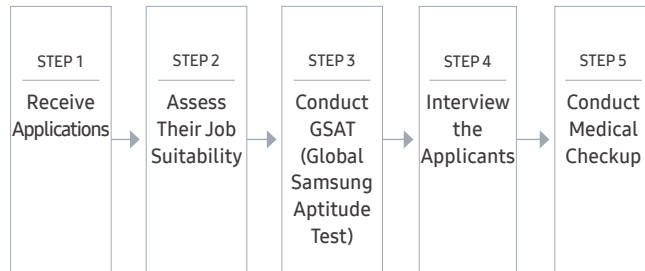 STEP 1
Receive
Applications
STEP 2
Assess
Their Job
Suitability
STEP 3
Conduct
GSAT
(Global
Samsung
Aptitude
Test)
STEP 4
Interview
the
Applicants
STEP 5
Conduct
Medical
Checkup